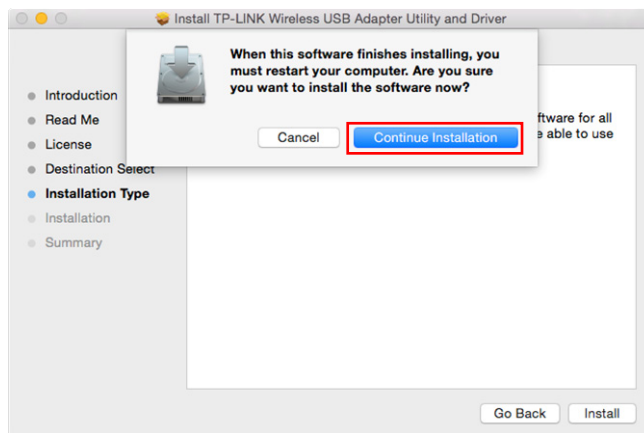 Install TP-LINK Wireless USB Adapter Utility and Driver
When this software finishes installing, you
must restart your computer. Are you sure
you want to install the software now?
Cancel
Continue Installation
Introduction
Read Me
License
Destination Select
Installation Type
Installation
Summary
ftware for all
e able to use
Go Back
Install